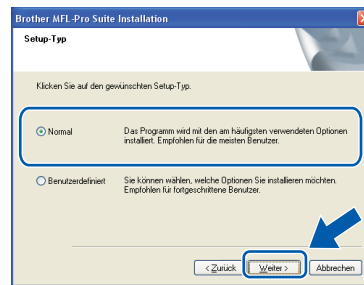 Brother MFL-Pro Suite Installation
Setup-Typ
Klicken Sie auf den gewünschten Setup-Typ.
Normal
Das Programm wird mit den am häufigsten verwendeten Optionen
installiert. Empfohlen für die meisten Benutzer.
Benutzerdefiniert
Sie können wählen, welche Optionen Sie installieren möchten.
Empfohlen für fortgeschrittene Benutzer.
< Zurück
Weiter >
Abbrechen